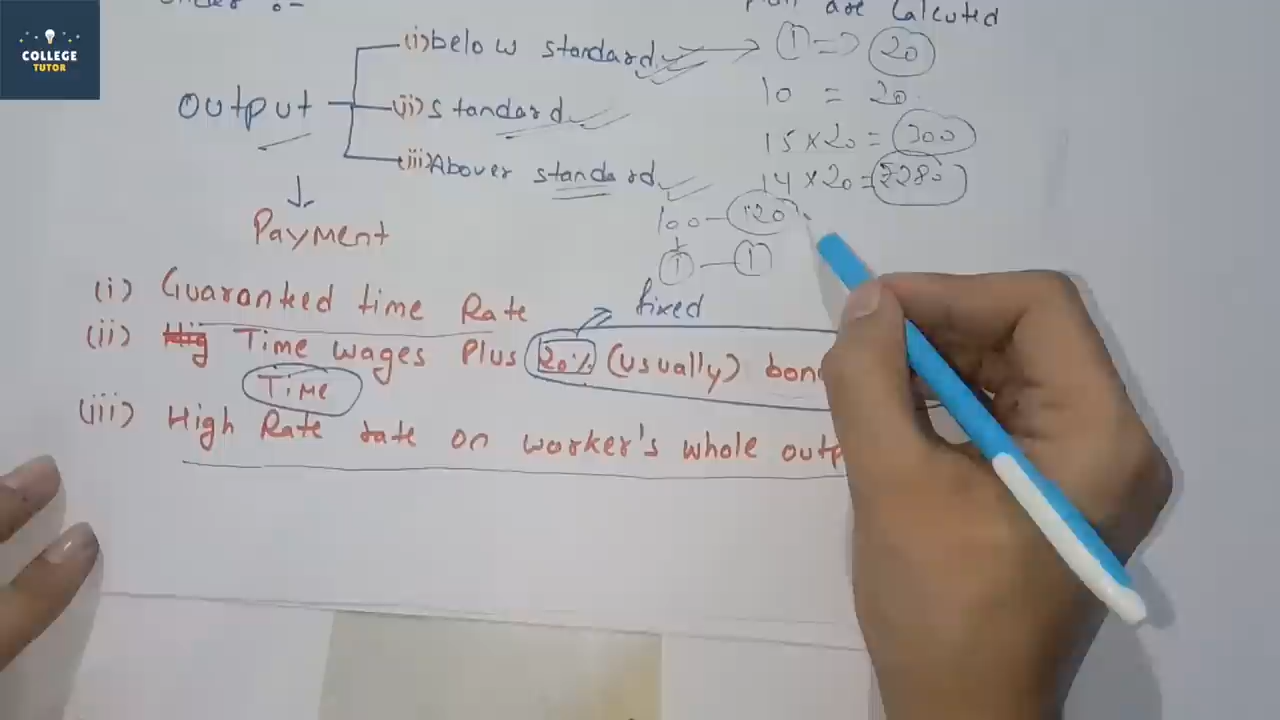 COLLEGE
TUTOR
are Calcuted
(i) below standard
① => 20
10 = 20
output
(ii) standard
15 × 20 = 300
(iii) Abover standard
14 × 20 = ₹280
100 - 120
① - ①
Payment
fixed
(i) Guaranteed time Rate
(ii) Time wages Plus 20% (usually) bon
Time
(iii) High Rate rate on worker's whole outp